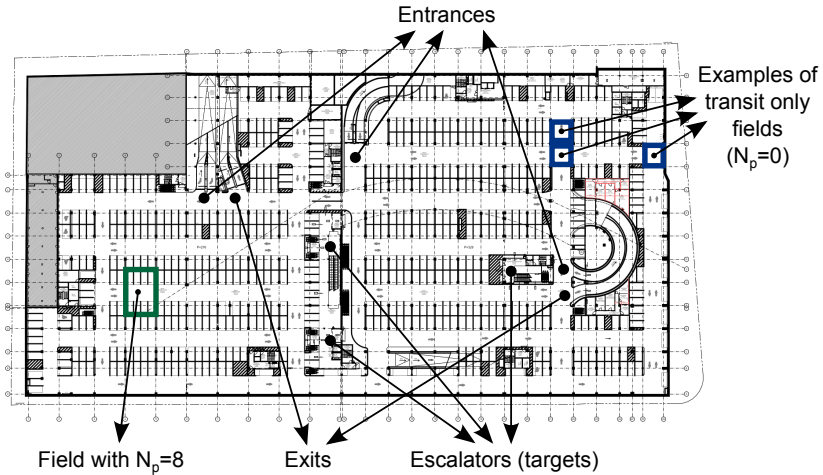 Entrances
Examples of
transit only
fields
(Nₚ=0)
Field with Nₚ=8
Exits
Escalators (targets)